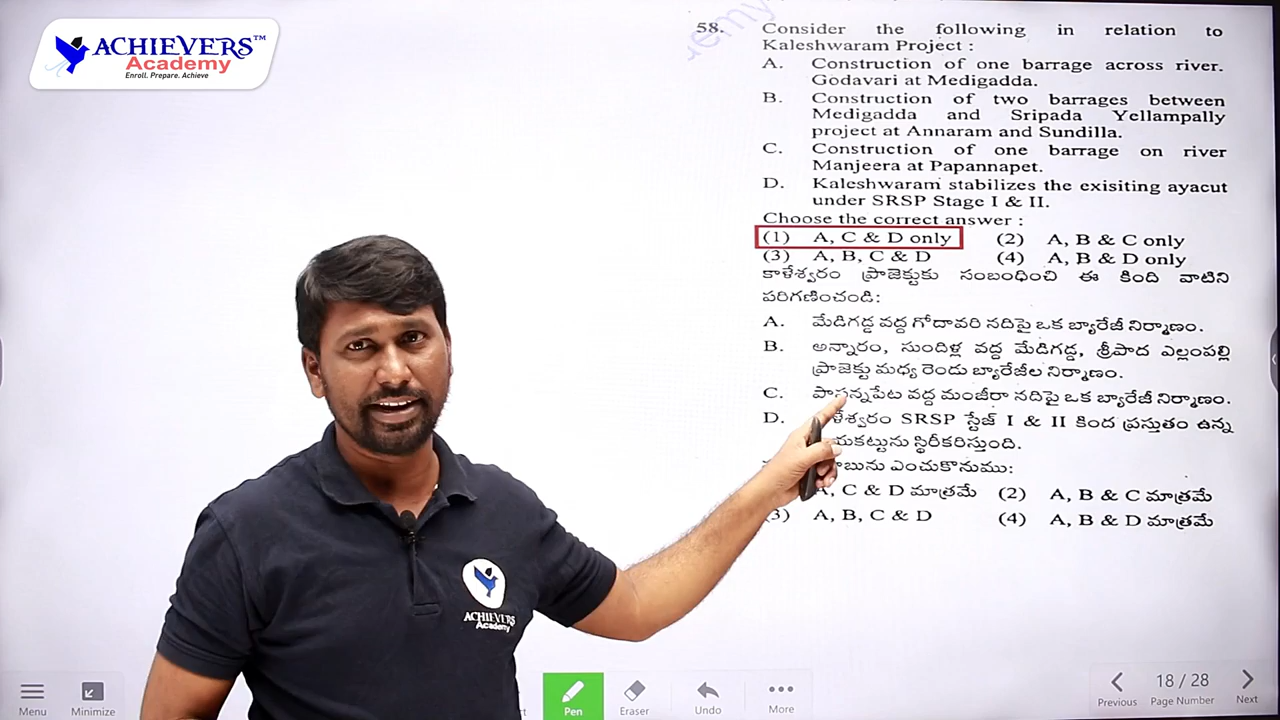 ACHIEVERS™
Academy
Enroll. Prepare. Achieve
58. Consider the following in relation to
Kaleshwaram Project :
A. Construction of one barrage across river.
Godavari at Medigadda.
B. Construction of two barrages between
Medigadda and Sripada Yellampally
project at Annaram and Sundilla.
C. Construction of one barrage on river
Manjeera at Papannapet.
D. Kaleshwaram stabilizes the exisiting ayacut
under SRSP Stage I & II.
Choose the correct answer :
(1) A, C & D only (2) A, B & C only
(3) A, B, C & D (4) A, B & D only
కాళేశ్వరం ప్రాజెక్టుకు సంబంధించి ఈ కింది వాటిని
పరిగణించండి:
A. మేడిగడ్డ వద్ద గోదావరి నదిపై ఒక బ్యారేజీ నిర్మాణం.
B. అన్నారం, సుందిళ్ల వద్ద మేడిగడ్డ, శ్రీపాద ఎల్లంపల్లి
ప్రాజెక్టు మధ్య రెండు బ్యారేజీల నిర్మాణం.
C. వద్ద మంజీరా నదిపై ఒక బ్యారేజీ నిర్మాణం.
D. SRSP స్టేజ్ I & II కింద ప్రస్తుతం ఉన్న
స్థిరీకరిస్తుంది.
ఎంచుకొనుము:
A, C & D మాత్రమే (2) A, B & C మాత్రమే
3) A, B, C & D (4) A, B & D మాత్రమే
ACHIEVERS
Academy
Menu Minimize Pen Eraser Undo More
18 / 28
Previous Page Number Next